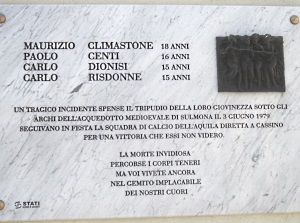 MAURIZIO CLIMASTONE 18 ANNI
PAOLO CENTI 16 ANNI
CARLO DIONISI 15 ANNI
CARLO RISDONNE 15 ANNI
UN TRAGICO INCIDENTE SPENSE IL TRIPUDIO DELLA LORO GIOVINEZZA SOTTO GLI
ARCHI DELL'ACQUEDOTTO MEDIOEVALE DI SULMONA IL 3 GIUGNO 1979
SEGUIVANO IN FESTA LA SQUADRA DI CALCIO DELL'AQUILA DIRETTA A CASSINO
PER UNA VITTORIA CHE ESSI NON VIDERO.
LA MORTE INVIDIOSA
PERCORSE I CORPI TENERI
MA VOI VIVETE ANCORA
NEL GEMITO IMPLACABILE
DEI NOSTRI CUORI
STATI